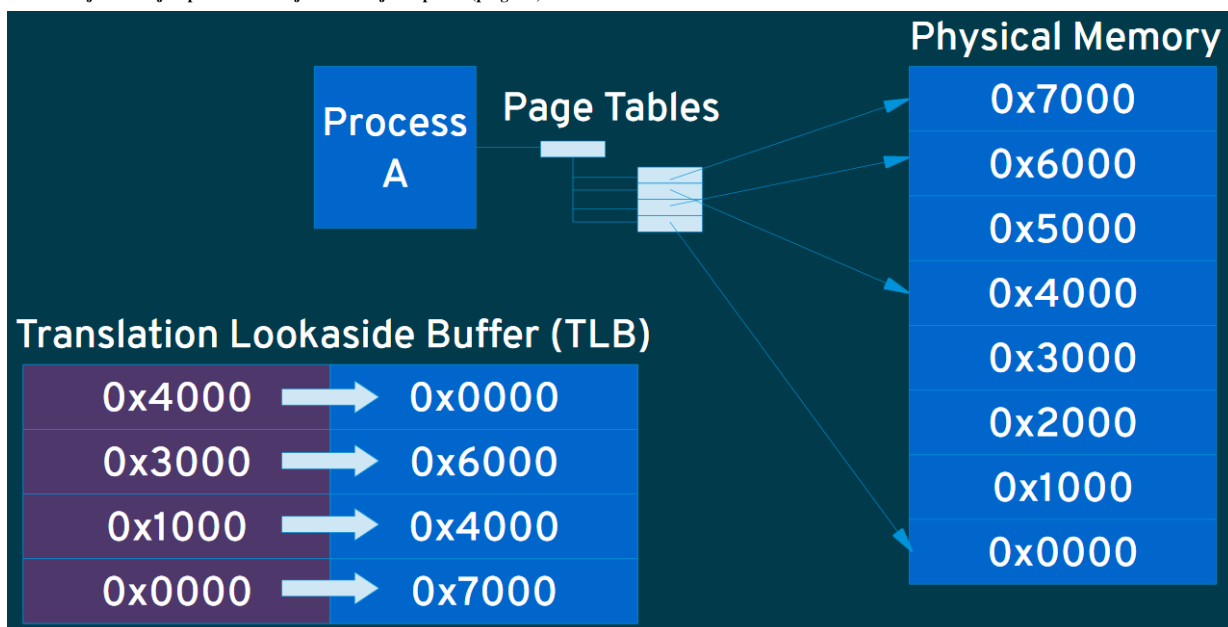 Physical Memory
0x7000
0x6000
0x5000
0x4000
0x3000
0x2000
0x1000
0x0000
Process
A
Page Tables
Translation Lookaside Buffer (TLB)
0x4000 0x0000
0x3000 0x6000
0x1000 0x4000
0x0000 0x7000